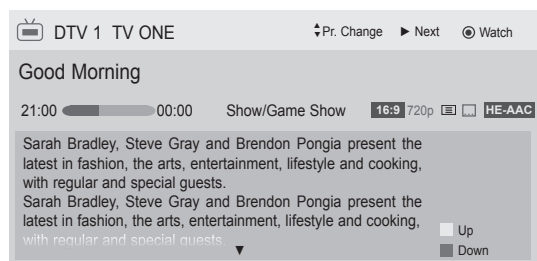 DTV 1 TV ONE Pr. Change Next Watch
Good Morning
21:00 00:00 Show/Game Show 16:9 720p HE-AAC
Sarah Bradley, Steve Gray and Brendon Pongia present the
latest in fashion, the arts, entertainment, lifestyle and cooking,
with regular and special guests.
Sarah Bradley, Steve Gray and Brendon Pongia present the
latest in fashion, the arts, entertainment, lifestyle and cooking,
with regular and special guests.
Up
Down